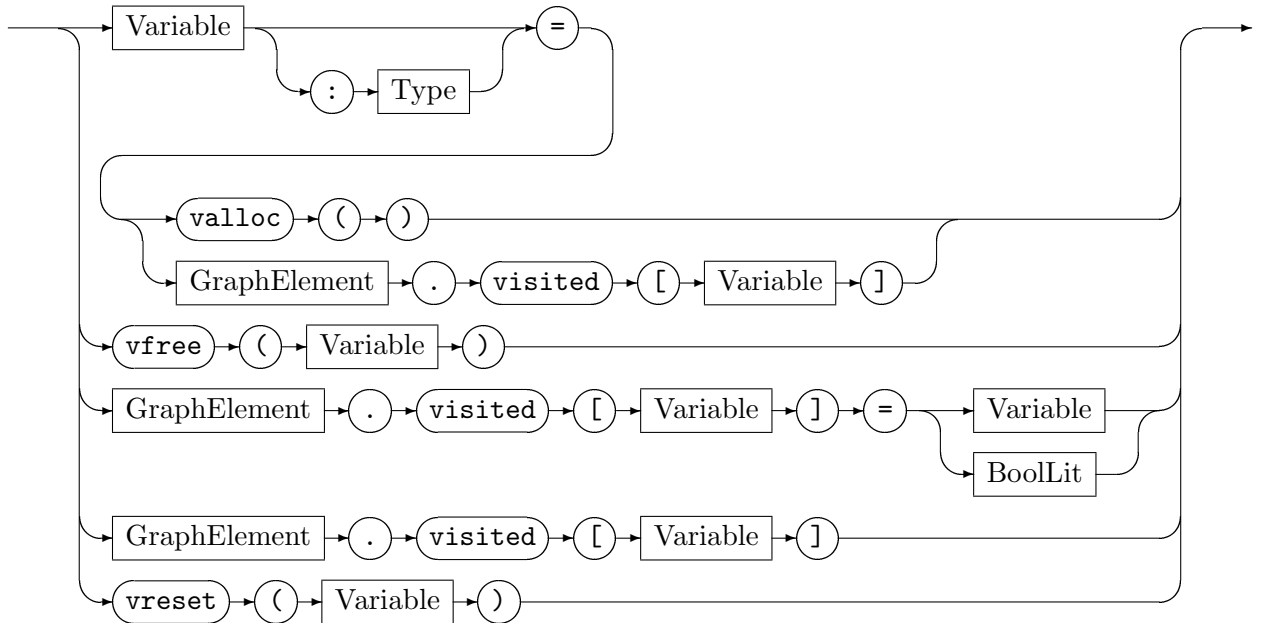 Variable =
: Type
valloc ( )
GraphElement . visited [ Variable ]
vfree ( Variable )
GraphElement . visited [ Variable ] = Variable
BoolLit
GraphElement . visited [ Variable ]
vreset ( Variable )